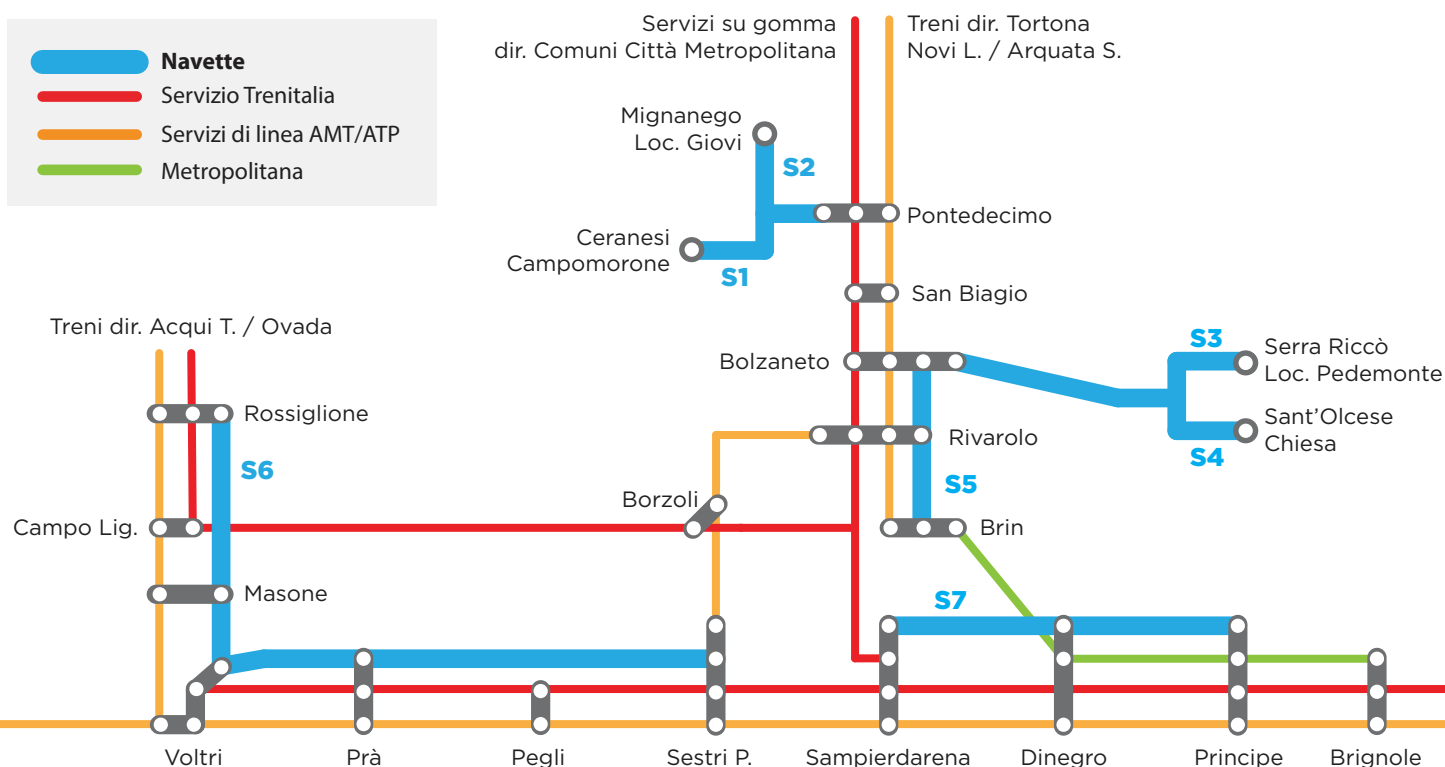 Navette
Servizio Trenitalia
Servizi di linea AMT/ATP
Metropolitana
Servizi su gomma
dir. Comuni Città Metropolitana
Treni dir. Tortona
Novi L. / Arquata S.
Mignanego
Loc. Giovi
S2
Pontedecimo
Ceranesi
Campomorone
S1
San Biagio
Treni dir. Acqui T. / Ovada
Bolzaneto
S3
Serra Riccò
Loc. Pedemonte
Rossiglione
Sant'Olcese
Chiesa
S4
Rivarolo
S6
S5
Borzoli
Campo Lig.
Brin
Masone
S7
Voltri
Prà
Pegli
Sestri P.
Sampierdarena
Dinegro
Principe
Brignole